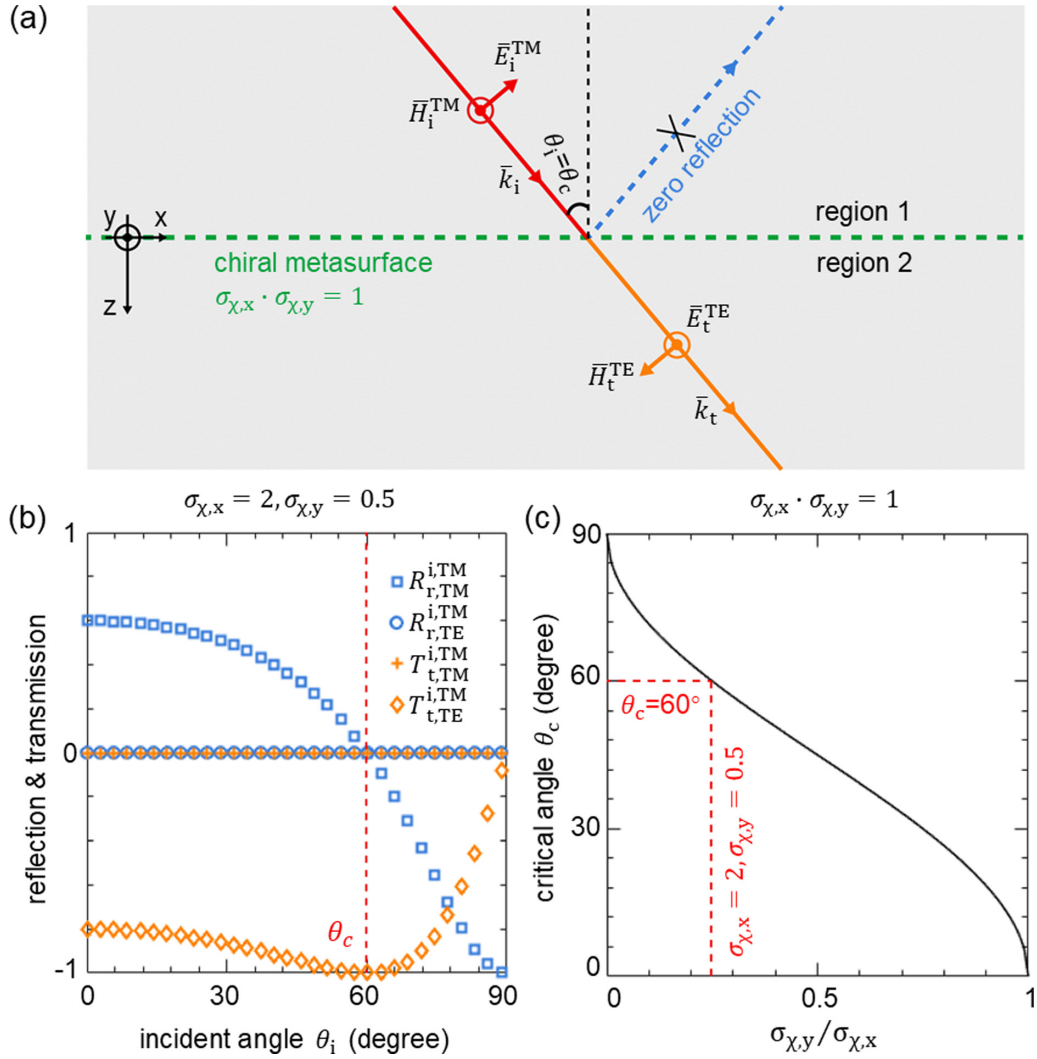 (a)
Ē_i^TM
H̄_i^TM
θ_i=θ_c
k̄_i
zero reflection
y x
z
region 1
region 2
chiral metasurface
σ_χ,x · σ_χ,y = 1
Ē_t^TE
H̄_t^TE
k̄_t
(b)
σ_χ,x = 2, σ_χ,y = 0.5
reflection & transmission
1
0
-1
R_r,TM^i,TM
R_r,TE^i,TM
T_t,TM^i,TM
T_t,TE^i,TM
θ_c
0 30 60 90
incident angle θ_i (degree)
(c)
σ_χ,x · σ_χ,y = 1
critical angle θ_c (degree)
90
60
30
0
θ_c=60°
σ_χ,x = 2, σ_χ,y = 0.5
0 0.5 1
σ_χ,y/σ_χ,x